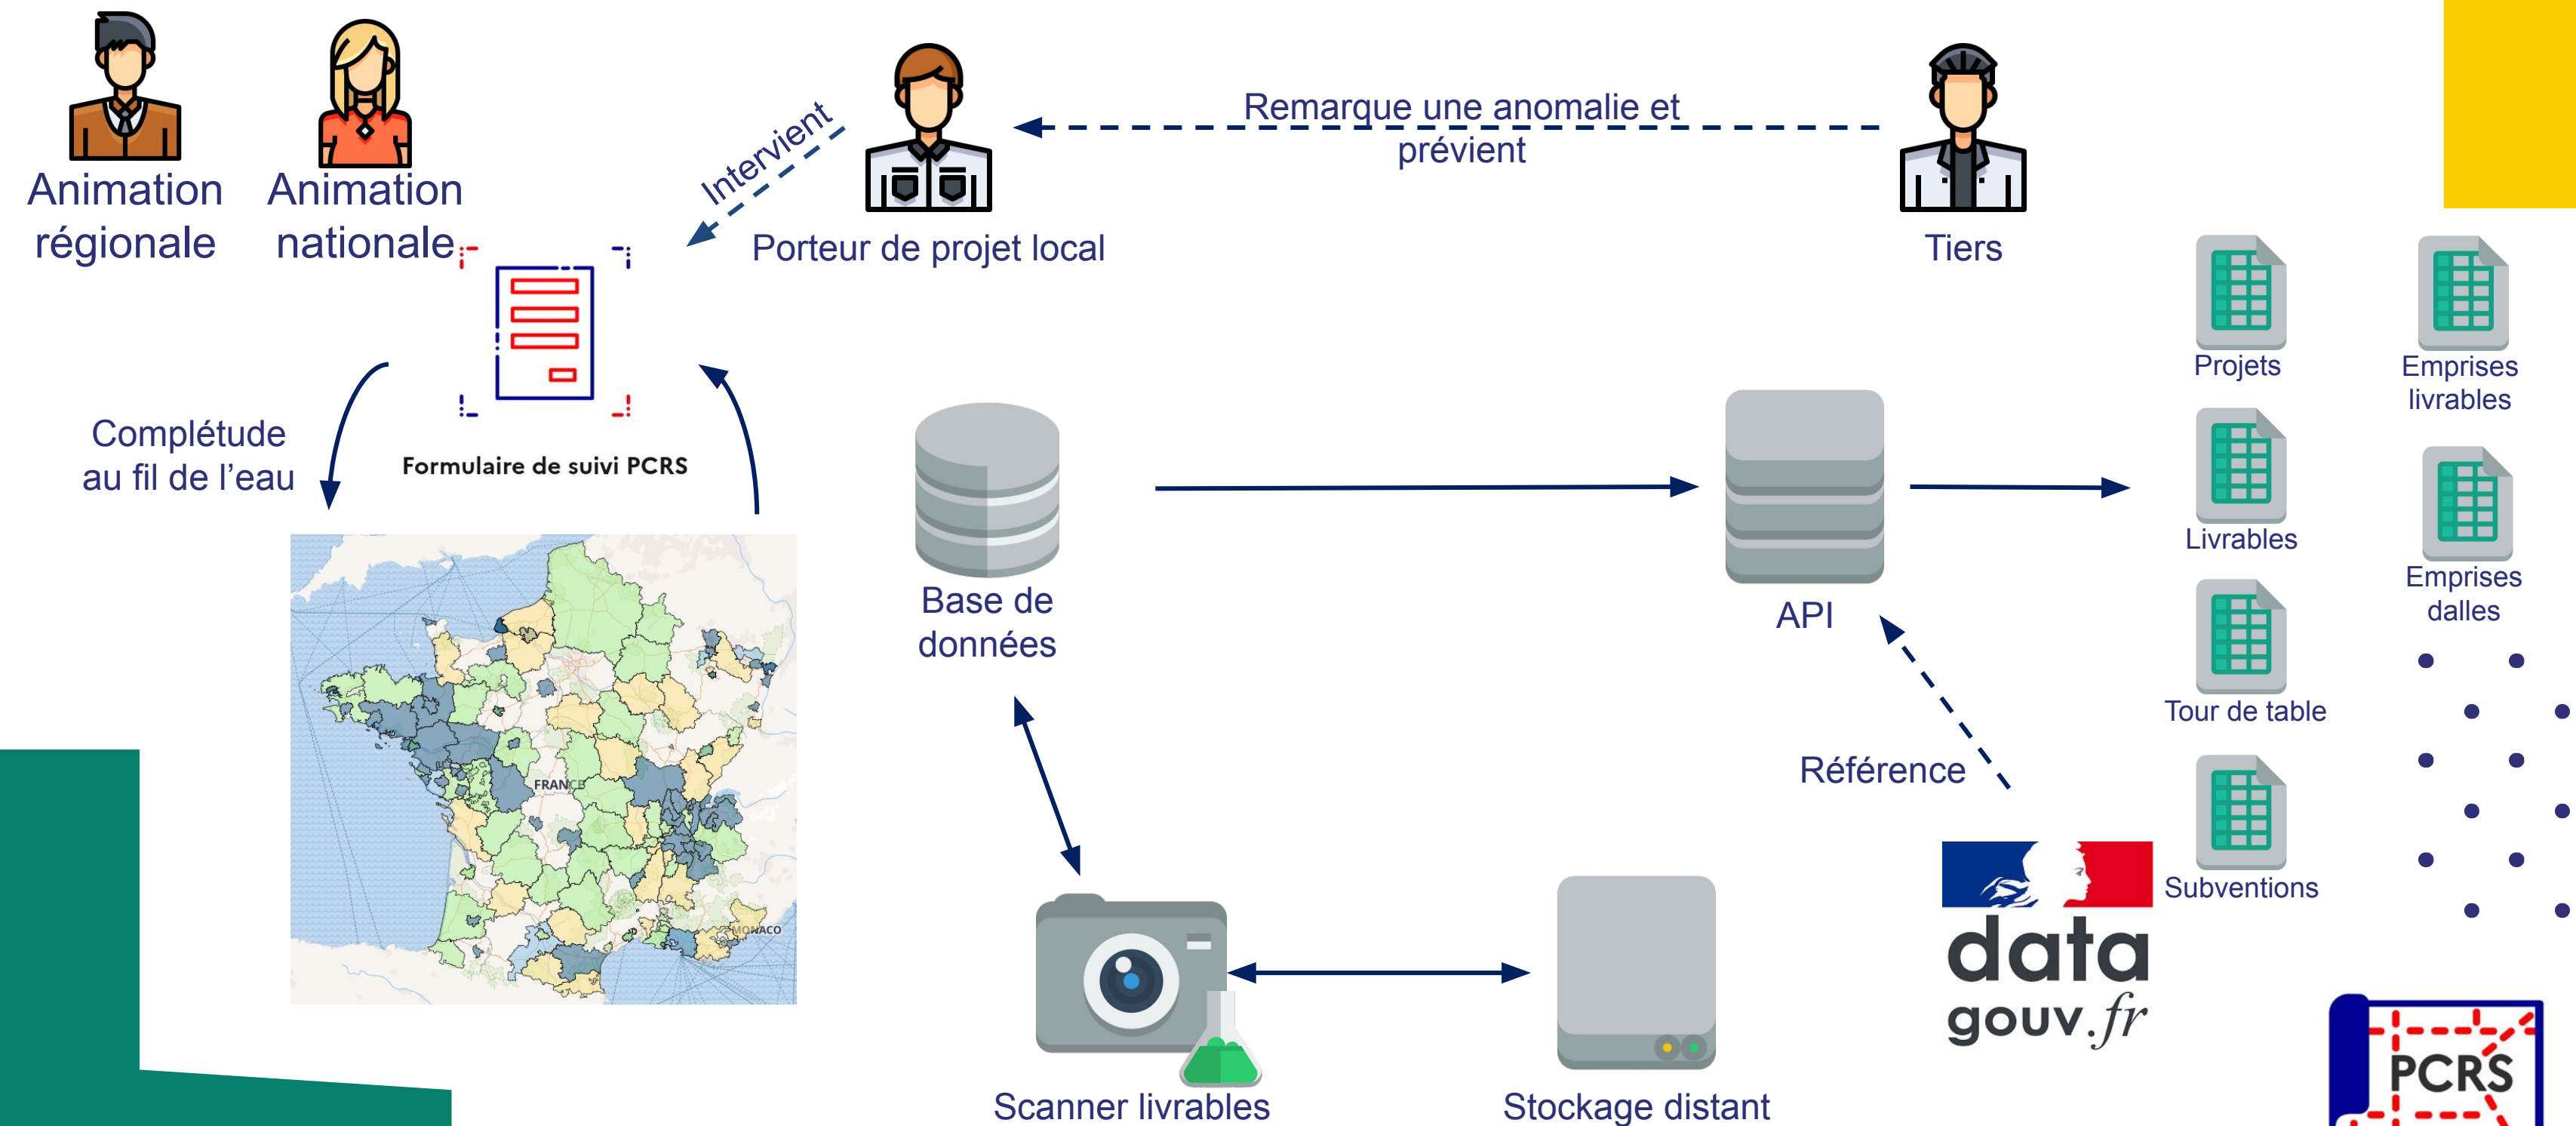 Animation
régionale
Animation
nationale
Intervient
Porteur de projet local
Remarque une anomalie et
prévient
Tiers
Complétude
au fil de l'eau
Formulaire de suivi PCRS
FRANCE
MONACO
Base de
données
API
Référence
Scanner livrables
Stockage distant
data
gouv.fr
Projets
Livrables
Tour de table
Subventions
Emprises
livrables
Emprises
dalles
PCRS